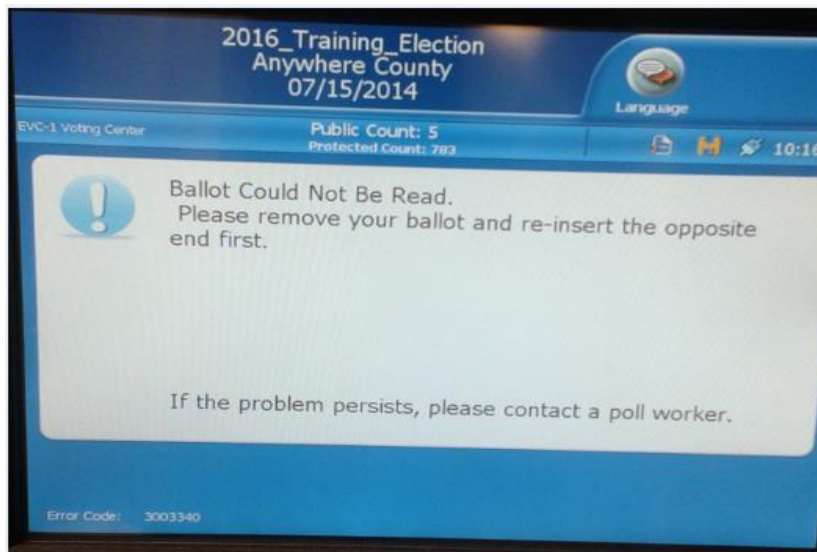 2016_Training_Election
Anywhere County
07/15/2014
Language
EVC-1 Voting Center
Public Count: 5
Protected Count: 783
10:16
Ballot Could Not Be Read.
Please remove your ballot and re-insert the opposite
end first.
If the problem persists, please contact a poll worker.
Error Code: 3003340